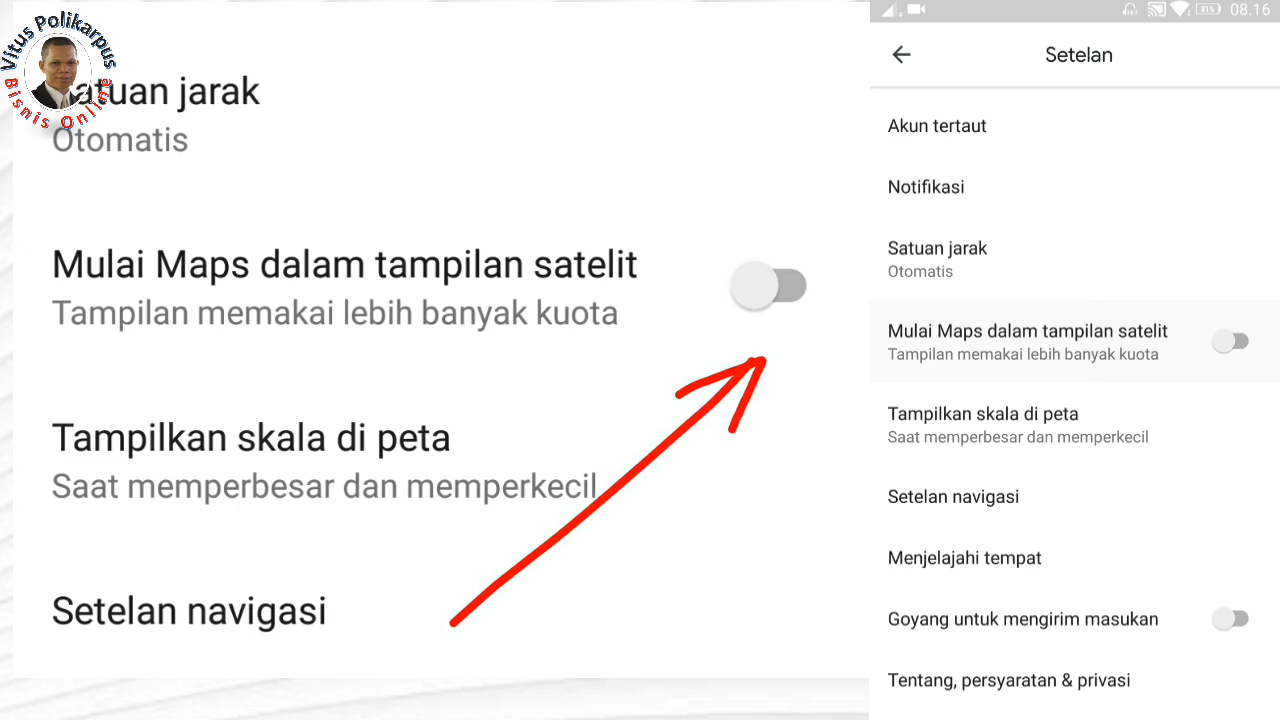 Vitus Polikarpus
Bisnis Online
Satuan jarak
Otomatis
Mulai Maps dalam tampilan satelit
Tampilan memakai lebih banyak kuota
Tampilkan skala di peta
Saat memperbesar dan memperkecil
Setelan navigasi
81% 08.16
Setelan
Akun tertaut
Notifikasi
Satuan jarak
Otomatis
Mulai Maps dalam tampilan satelit
Tampilan memakai lebih banyak kuota
Tampilkan skala di peta
Saat memperbesar dan memperkecil
Setelan navigasi
Menjelajahi tempat
Goyang untuk mengirim masukan
Tentang, persyaratan & privasi